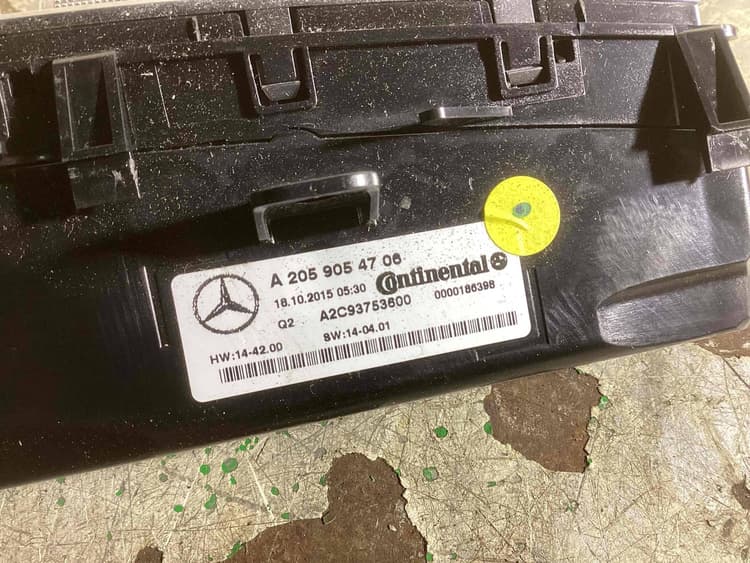 A 205 905 47 06
18.10.2015 05:30 Continental
Q2 A2C93753600 0000186398
HW:14-42.00 SW:14-04.01